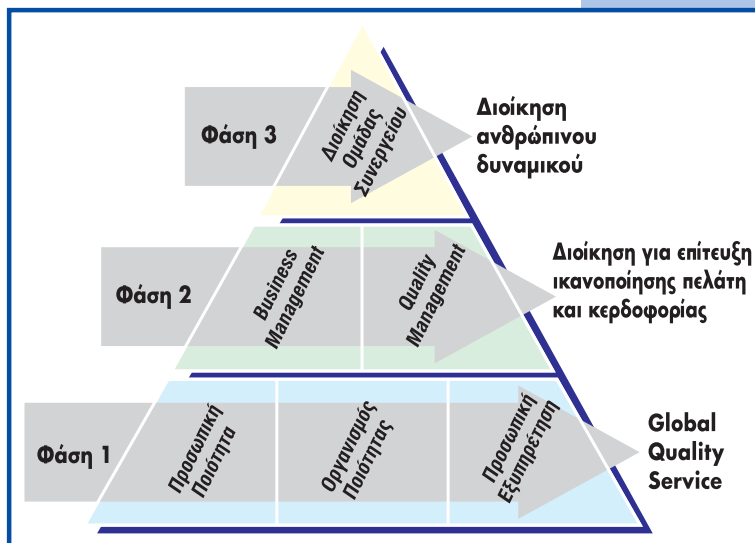 Φάση 3
Διοίκηση
Ομάδας
Συνεργείου
Διοίκηση
ανθρώπινου
δυναμικού
Φάση 2
Business
Management
Quality
Management
Διοίκηση για επίτευξη
ικανοποίησης πελάτη
και κερδοφορίας
Φάση 1
Προσωπική
Ποιότητα
Οργανισμός
Ποιότητας
Προσωπική
Εξυπηρέτηση
Global
Quality
Service